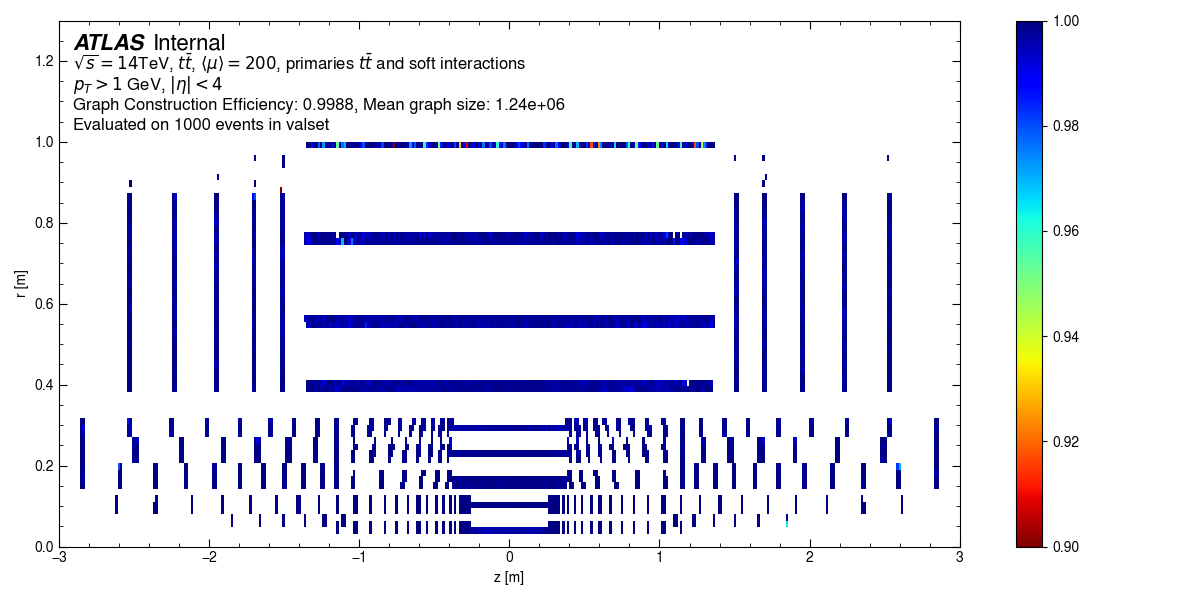 ATLAS Internal
√s = 14TeV, tt̄, ⟨μ⟩ = 200, primaries tt̄ and soft interactions
p_T > 1 GeV, |η| < 4
Graph Construction Efficiency: 0.9988, Mean graph size: 1.24e+06
Evaluated on 1000 events in valset
r [m]
1.2
1.0
0.8
0.6
0.4
0.2
0.0
−3 −2 −1 0 1 2 3
z [m]
1.00
0.98
0.96
0.94
0.92
0.90